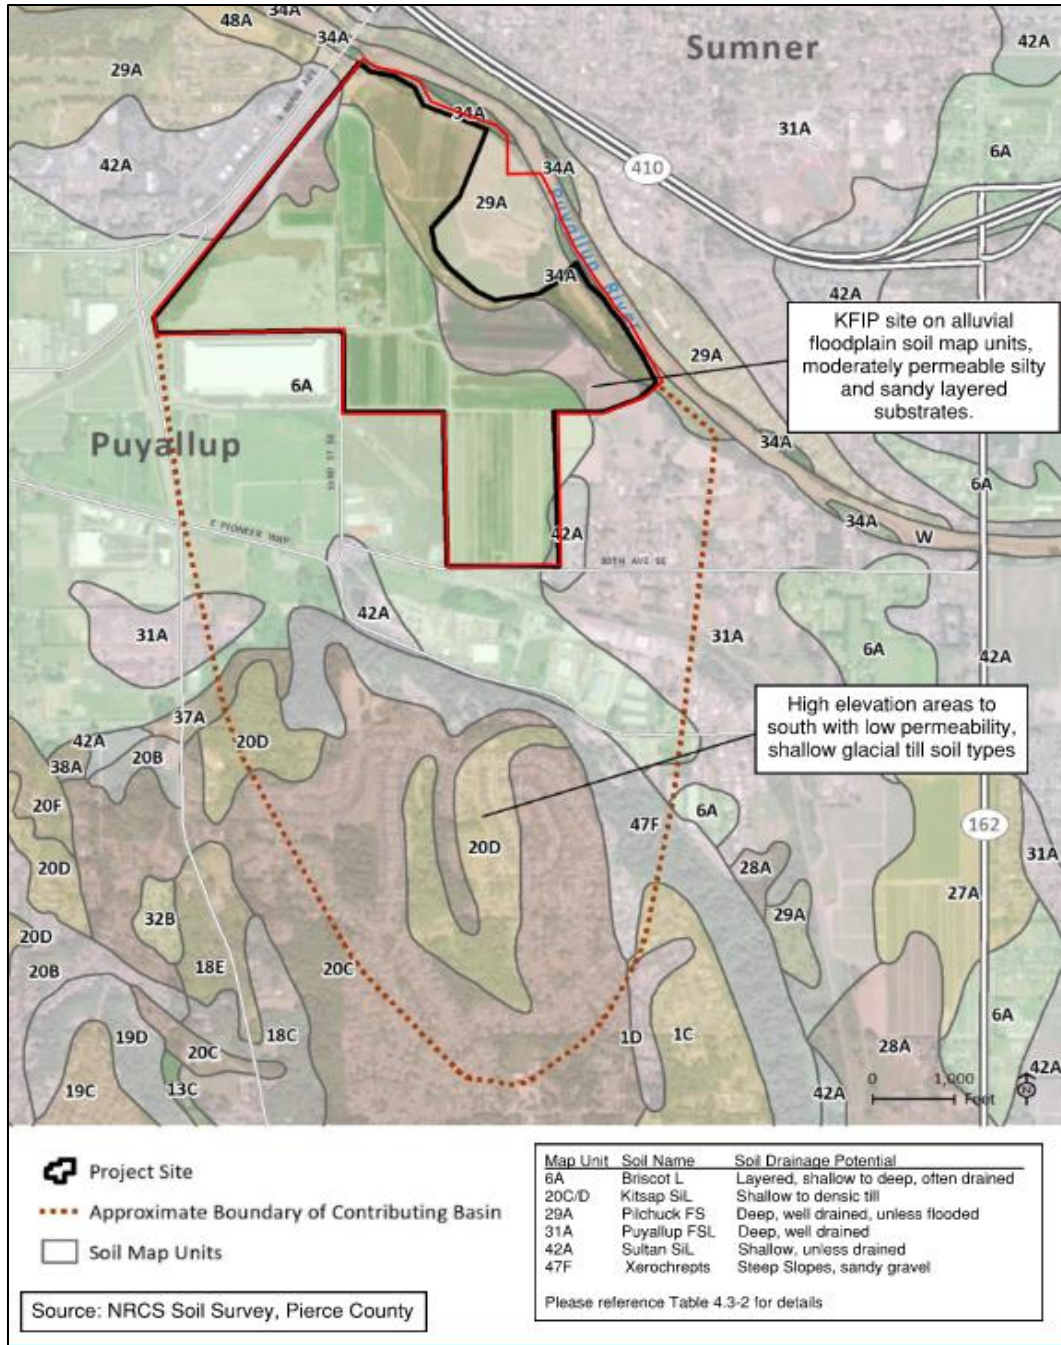 34A
48A
34A
Sumner
42A
29A
E MAIN AVE
34A
31A
42A
34A
410
6A
29A
Puyallup River
34A
42A
KFIP site on alluvial
floodplain soil map units,
moderately permeable silty
and sandy layered
substrates.
29A
6A
Puyallup
34A
33RD ST SE
6A
E PIONEER WAY
42A
34A
W
80TH AVE SE
42A
31A
31A
6A
42A
37A
High elevation areas to
south with low permeability,
shallow glacial till soil types
42A
20B
20D
38A
20F
6A
47F
162
20D
20D
28A
31A
27A
32B
29A
20D
20B
18E
20C
6A
19D
18C
1D
1C
20C
28A
19C
13C
42A
42A
0
1,000
Feet
N
Project Site
Approximate Boundary of Contributing Basin
Soil Map Units
Source: NRCS Soil Survey, Pierce County
Map Unit Soil Name Soil Drainage Potential
6A Briscot L Layered, shallow to deep, often drained
20C/D Kitsap SiL Shallow to densic till
29A Pilchuck FS Deep, well drained, unless flooded
31A Puyallup FSL Deep, well drained
42A Sultan SiL Shallow, unless drained
47F Xerochrepts Steep Slopes, sandy gravel
Please reference Table 4.3-2 for details